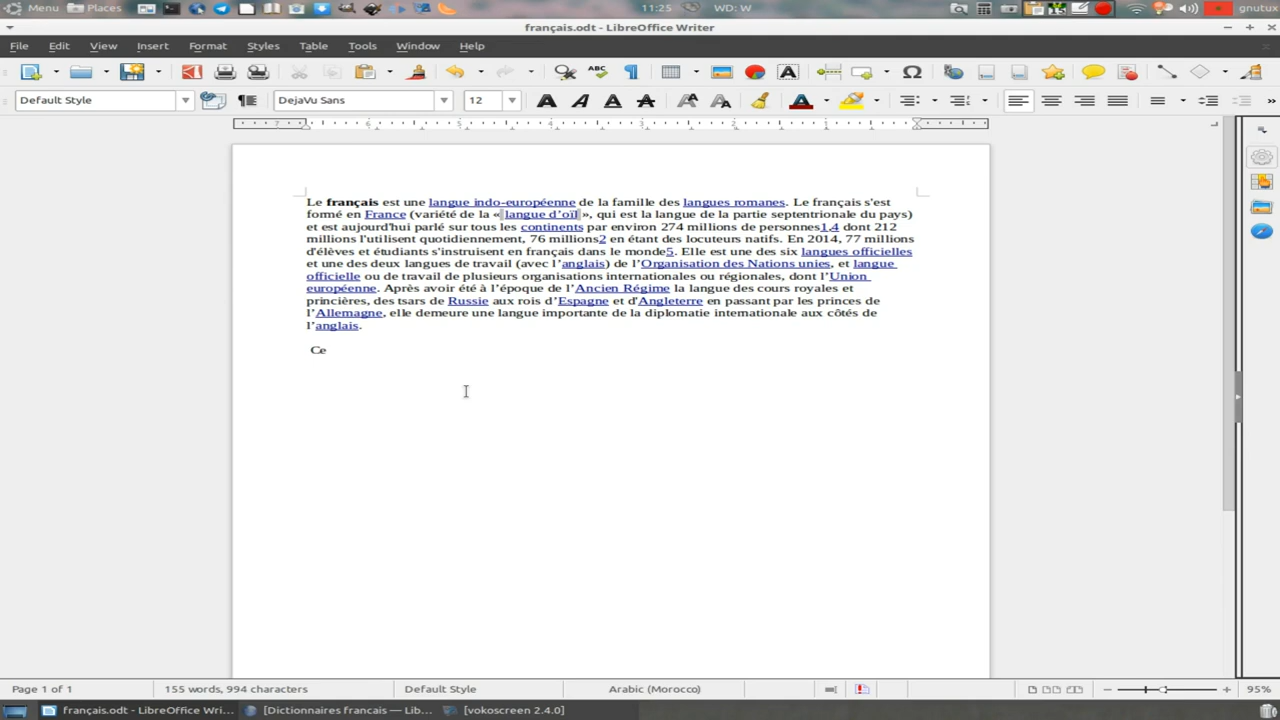 Menu Places 11:25 WD: W gnutux
français.odt - LibreOffice Writer
File Edit View Insert Format Styles Table Tools Window Help
Default Style DejaVu Sans 12
Le français est une langue indo-européenne de la famille des langues romanes. Le français s'est
formé en France (variété de la « langue d’oïl », qui est la langue de la partie septentrionale du pays)
et est aujourd'hui parlé sur tous les continents par environ 274 millions de personnes1,4 dont 212
millions l'utilisent quotidiennement, 76 millions2 en étant des locuteurs natifs. En 2014, 77 millions
d'élèves et étudiants s'instruisent en français dans le monde5. Elle est une des six langues officielles
et une des deux langues de travail (avec l’anglais) de l’Organisation des Nations unies, et langue
officielle ou de travail de plusieurs organisations internationales ou régionales, dont l’Union
européenne. Après avoir été à l’époque de l’Ancien Régime la langue des cours royales et
princières, des tsars de Russie aux rois d’Espagne et d'Angleterre en passant par les princes de
l’Allemagne, elle demeure une langue importante de la diplomatie internationale aux côtés de
l’anglais.
Ce
Page 1 of 1 155 words, 994 characters Default Style Arabic (Morocco) 95%
français.odt - LibreOffice Wri... [Dictionnaires francais — Lib... [vokoscreen 2.4.0]